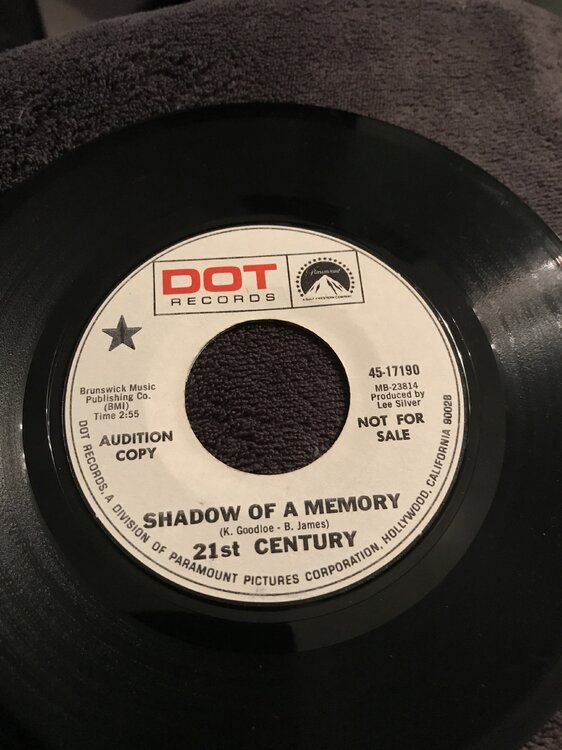 DOT
RECORDS
Paramount
A GULF + WESTERN COMPANY
45-17190
MB-23814
Produced by
Lee Silver
NOT FOR
SALE
Brunswick Music
Publishing Co.
(BMI)
Time 2:55
AUDITION
COPY
SHADOW OF A MEMORY
(K. Goodloe - B. James)
21st CENTURY
DOT RECORDS, A DIVISION OF PARAMOUNT PICTURES CORPORATION, HOLLYWOOD, CALIFORNIA 90028